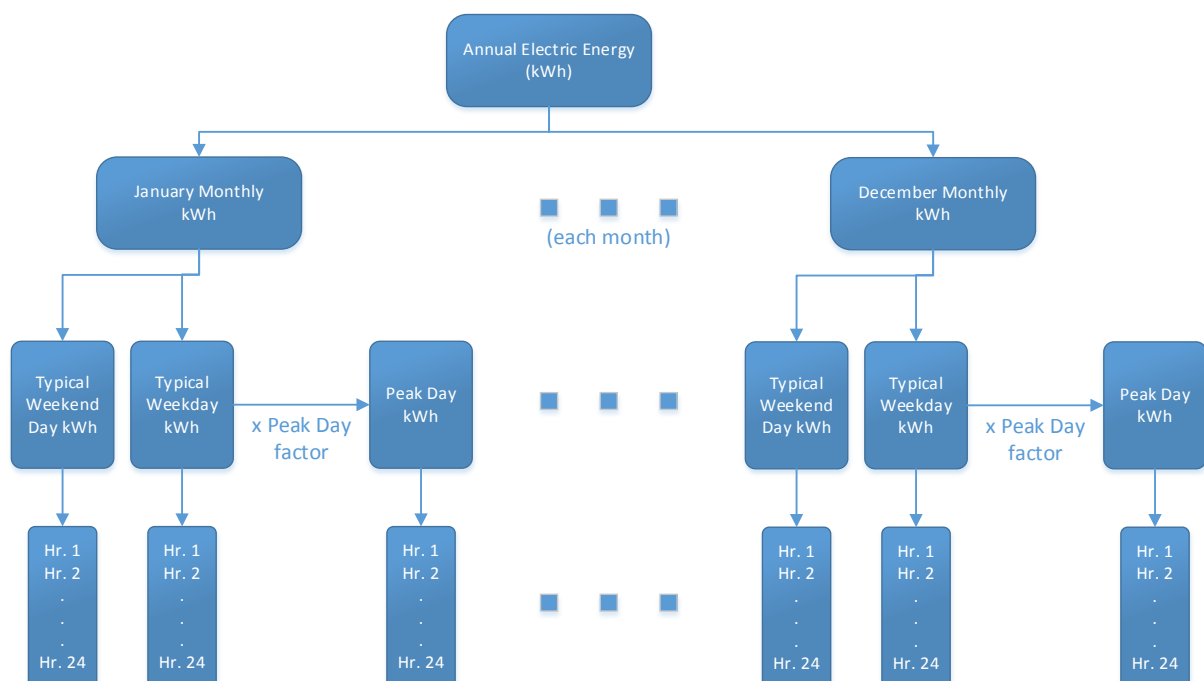 Annual Electric Energy
(kWh)
January Monthly
kWh
(each month)
December Monthly
kWh
Typical
Weekend
Day kWh
Typical
Weekday
kWh
x Peak Day
factor
Peak Day
kWh
Typical
Weekend
Day kWh
Typical
Weekday
kWh
x Peak Day
factor
Peak Day
kWh
Hr. 1
Hr. 2
.
.
.
Hr. 24
Hr. 1
Hr. 2
.
.
.
Hr. 24
Hr. 1
Hr. 2
.
.
.
Hr. 24
Hr. 1
Hr. 2
.
.
.
Hr. 24
Hr. 1
Hr. 2
.
.
.
Hr. 24
Hr. 1
Hr. 2
.
.
.
Hr. 24